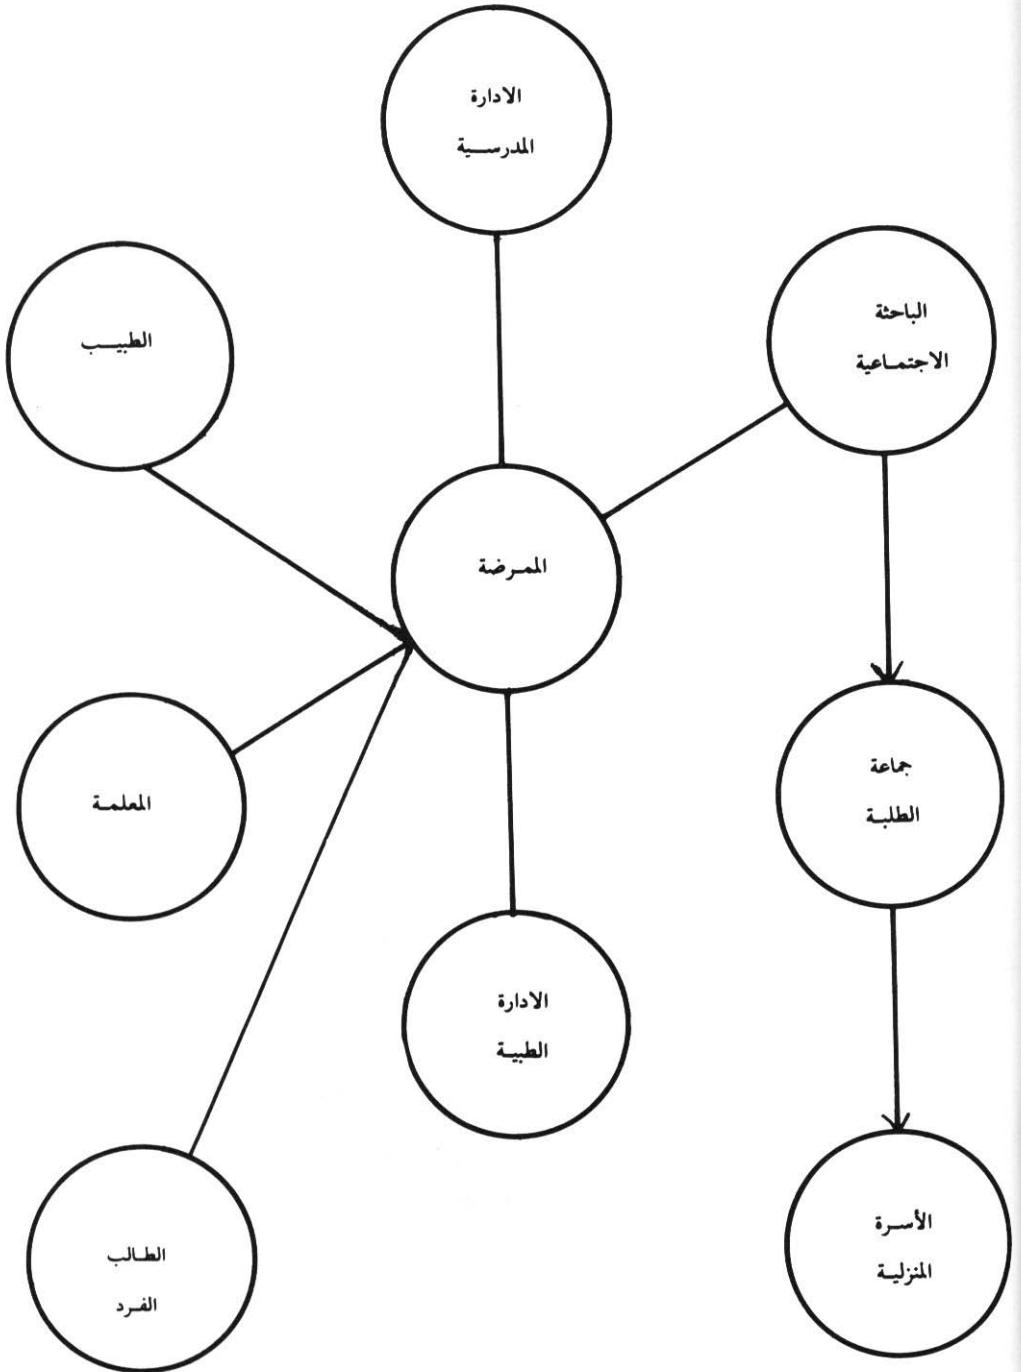 الادارة
المدرسية
الباحثة
الاجتماعية
الطبيب
الممرضة
جماعة
الطلبة
المعلمة
الادارة
الطبية
الأسرة
المنزلية
الطالب
الفرد